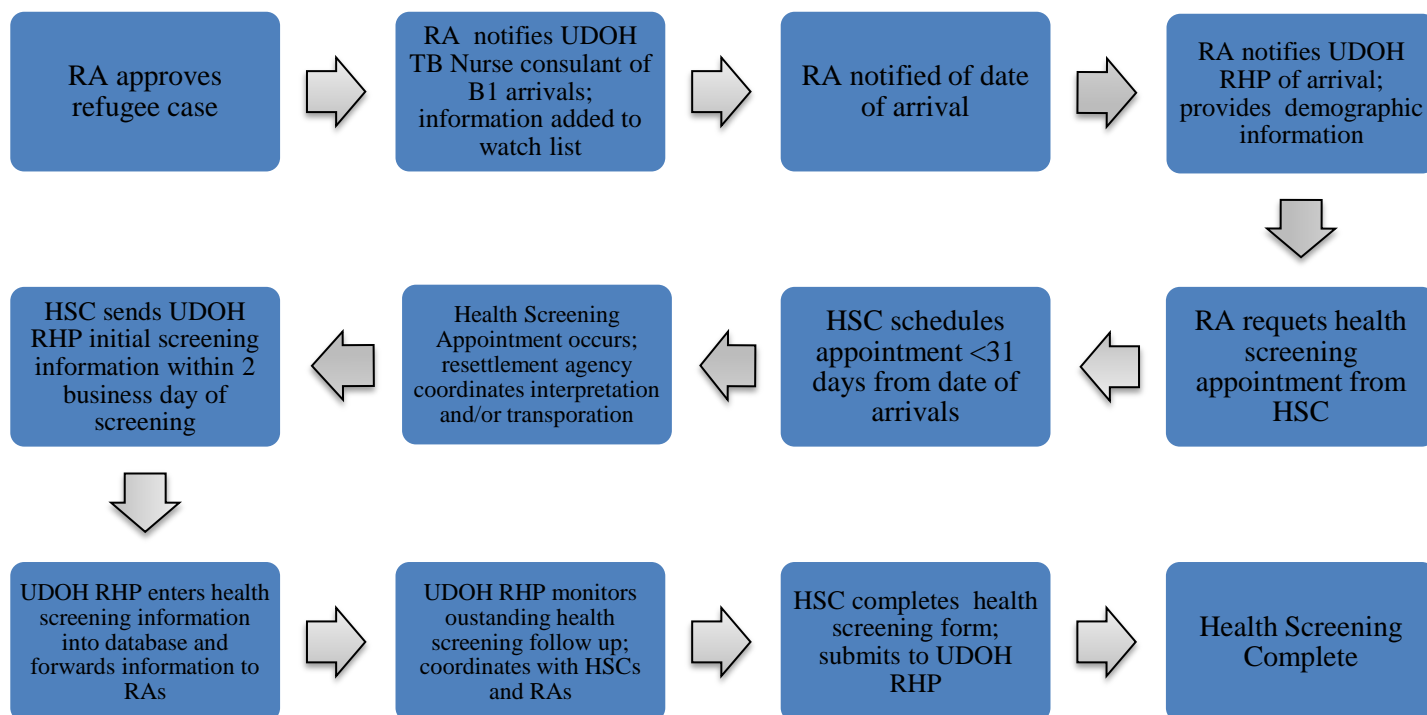 RA approves
refugee case
RA notifies UDOH
TB Nurse consulant of
B1 arrivals;
information added to
watch list
RA notified of date
of arrival
RA notifies UDOH
RHP of arrival;
provides demographic
information
RA requets health
screening
appointment from
HSC
HSC schedules
appointment <31
days from date of
arrivals
Health Screening
Appointment occurs;
resettlement agency
coordinates interpretation
and/or transporation
HSC sends UDOH
RHP initial screening
information within 2
business day of
screening
UDOH RHP enters health
screening information
into database and
forwards information to
RAs
UDOH RHP monitors
oustanding health
screening follow up;
coordinates with HSCs
and RAs
HSC completes health
screening form;
submits to UDOH
RHP
Health Screening
Complete